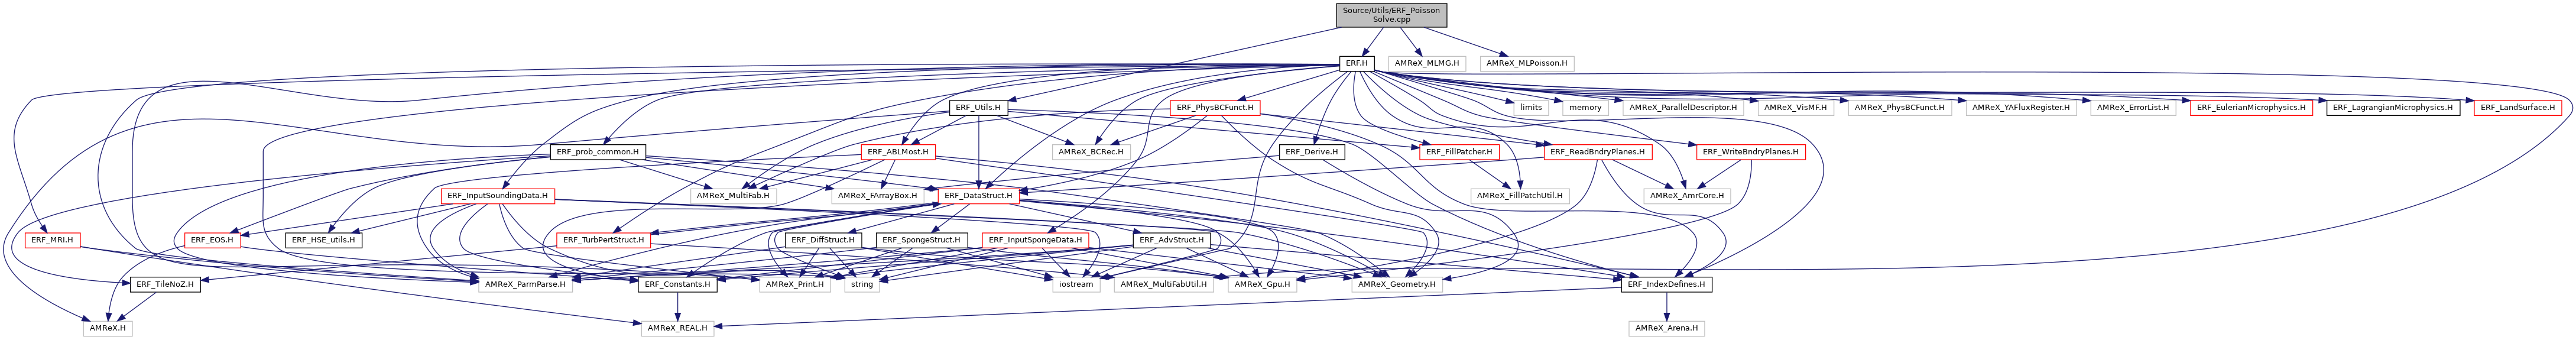 Source/Utils/ERF_Poisson
Solve.cpp
ERF.H
AMReX_MLMG.H
AMReX_MLPoisson.H
ERF_Utils.H
ERF_PhysBCFunct.H
limits
memory
AMReX_ParallelDescriptor.H
AMReX_VisMF.H
AMReX_PhysBCFunct.H
AMReX_YAFluxRegister.H
AMReX_ErrorList.H
ERF_EulerianMicrophysics.H
ERF_LagrangianMicrophysics.H
ERF_LandSurface.H
ERF_prob_common.H
ERF_ABLMost.H
AMReX_BCRec.H
ERF_Derive.H
ERF_FillPatcher.H
ERF_ReadBndryPlanes.H
ERF_WriteBndryPlanes.H
ERF_InputSoundingData.H
AMReX_MultiFab.H
AMReX_FArrayBox.H
ERF_DataStruct.H
AMReX_FillPatchUtil.H
AMReX_AmrCore.H
ERF_MRI.H
ERF_EOS.H
ERF_HSE_utils.H
ERF_TurbPertStruct.H
ERF_DiffStruct.H
ERF_SpongeStruct.H
ERF_InputSpongeData.H
ERF_AdvStruct.H
ERF_TileNoZ.H
AMReX_ParmParse.H
ERF_Constants.H
AMReX_Print.H
string
iostream
AMReX_MultiFabUtil.H
AMReX_Gpu.H
AMReX_Geometry.H
ERF_IndexDefines.H
AMReX.H
AMReX_REAL.H
AMReX_Arena.H